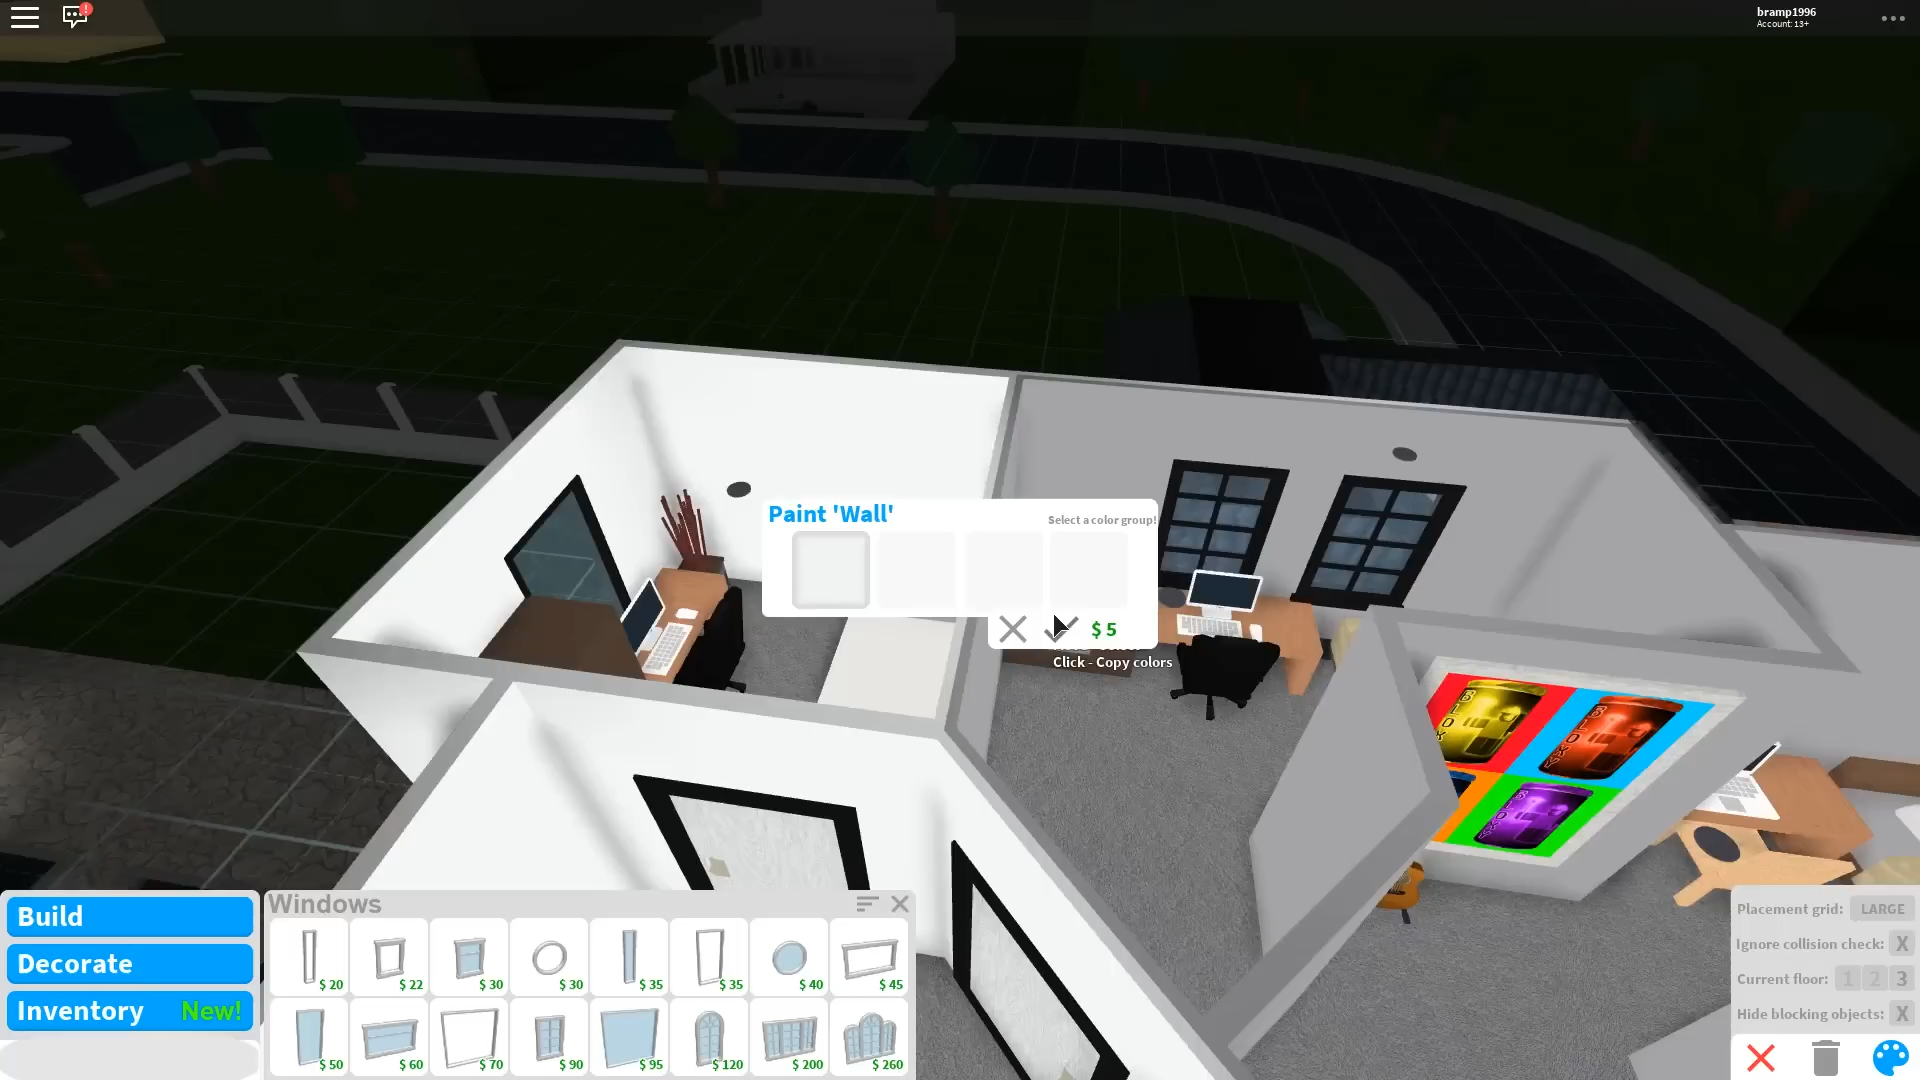 bramp1996
Account: 13+
Paint 'Wall'
Select a color group!
$ 5
Click - Copy colors
Build
Decorate
Inventory New!
Windows
$ 20
$ 22
$ 30
$ 30
$ 35
$ 35
$ 40
$ 45
$ 50
$ 60
$ 70
$ 90
$ 95
$ 120
$ 200
$ 260
Placement grid: LARGE
Ignore collision check: X
Current floor: 1 2 3
Hide blocking objects: X